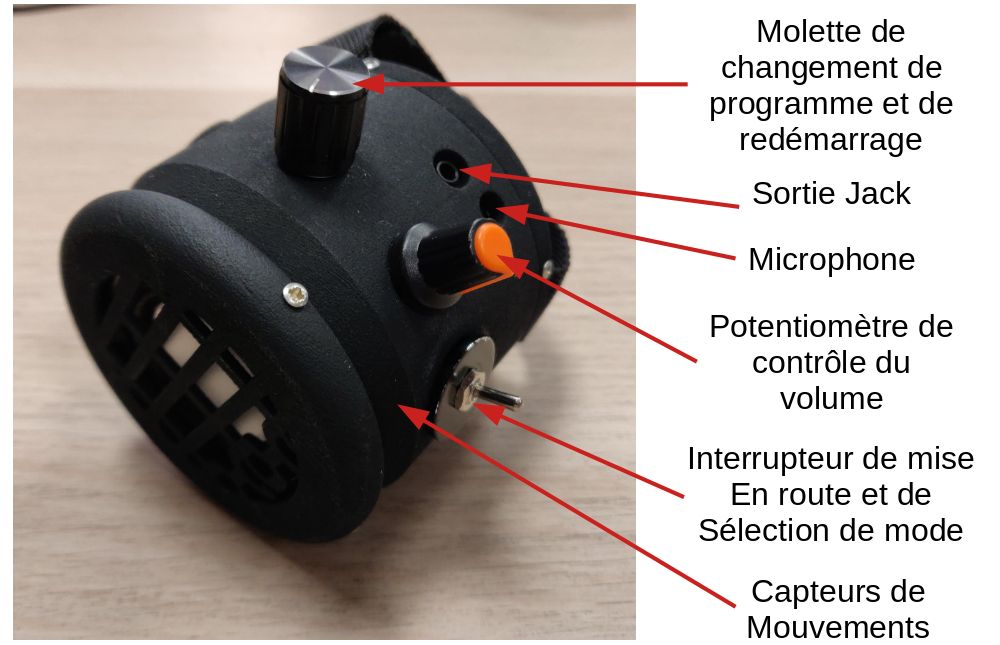 Molette de
changement de
programme et de
redémarrage
Sortie Jack
Microphone
Potentiomètre de
contrôle du
volume
Interrupteur de mise
En route et de
Sélection de mode
Capteurs de
Mouvements